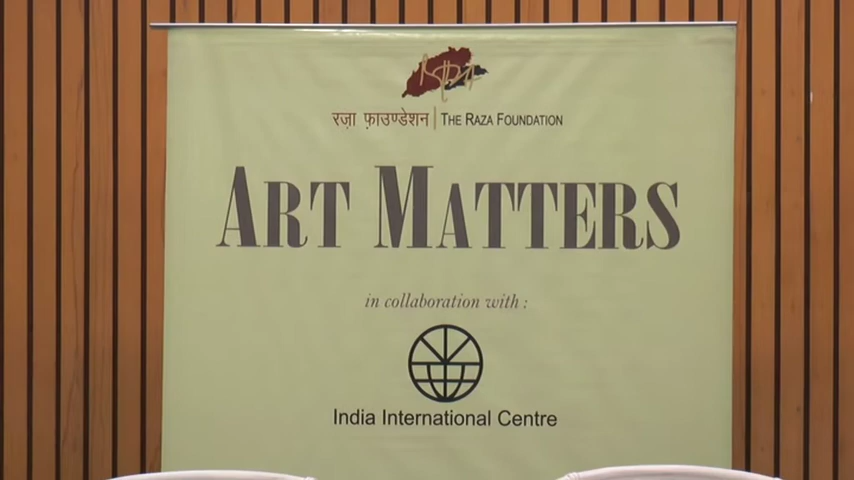 रज़ा फ़ाउण्डेशन | THE RAZA FOUNDATION
ART MATTERS
in collaboration with :
India International Centre